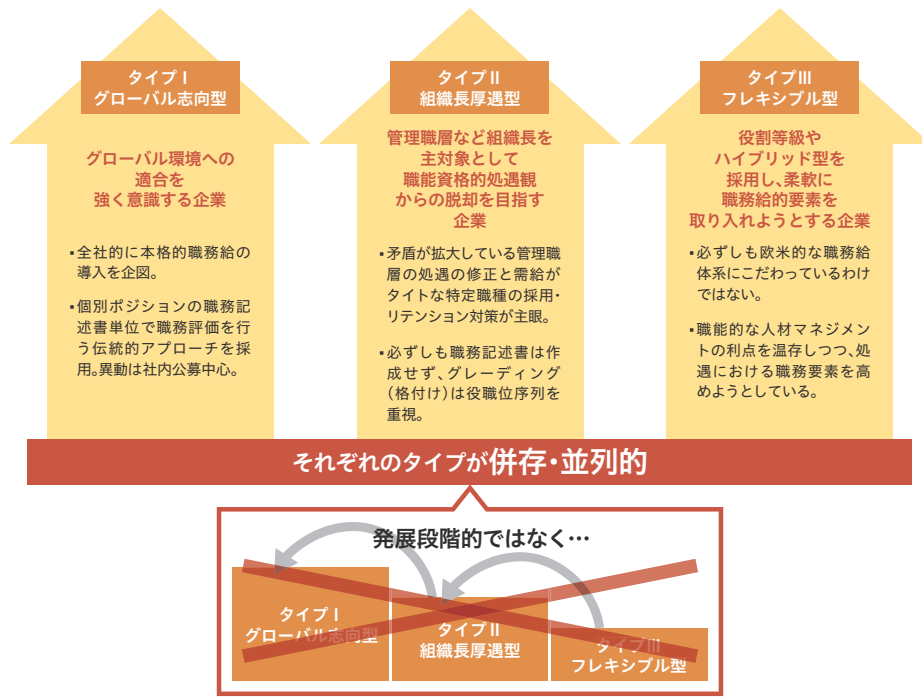 タイプⅠ
グローバル志向型
グローバル環境への
適合を
強く意識する企業
▪全社的に本格的職務給の
導入を企図。
▪個別ポジションの職務記
述書単位で職務評価を行
う伝統的アプローチを採
用。異動は社内公募中心。
タイプⅡ
組織長厚遇型
管理職層など組織長を
主対象として
職能資格的処遇観
からの脱却を目指す
企業
▪矛盾が拡大している管理職
層の処遇の修正と需給が
タイトな特定職種の採用・
リテンション対策が主眼。
▪必ずしも職務記述書は作
成せず、グレーディング
(格付け)は役職位序列を
重視。
タイプⅢ
フレキシブル型
役割等級や
ハイブリッド型を
採用し、柔軟に
職務給的要素を
取り入れようとする企業
▪必ずしも欧米的な職務給
体系にこだわっているわけ
ではない。
▪職能的な人材マネジメン
トの利点を温存しつつ、処
遇における職務要素を高
めようとしている。
それぞれのタイプが併存・並列的
発展段階的ではなく…
タイプⅠ
グローバル志向型
タイプⅡ
組織長厚遇型
タイプⅢ
フレキシブル型